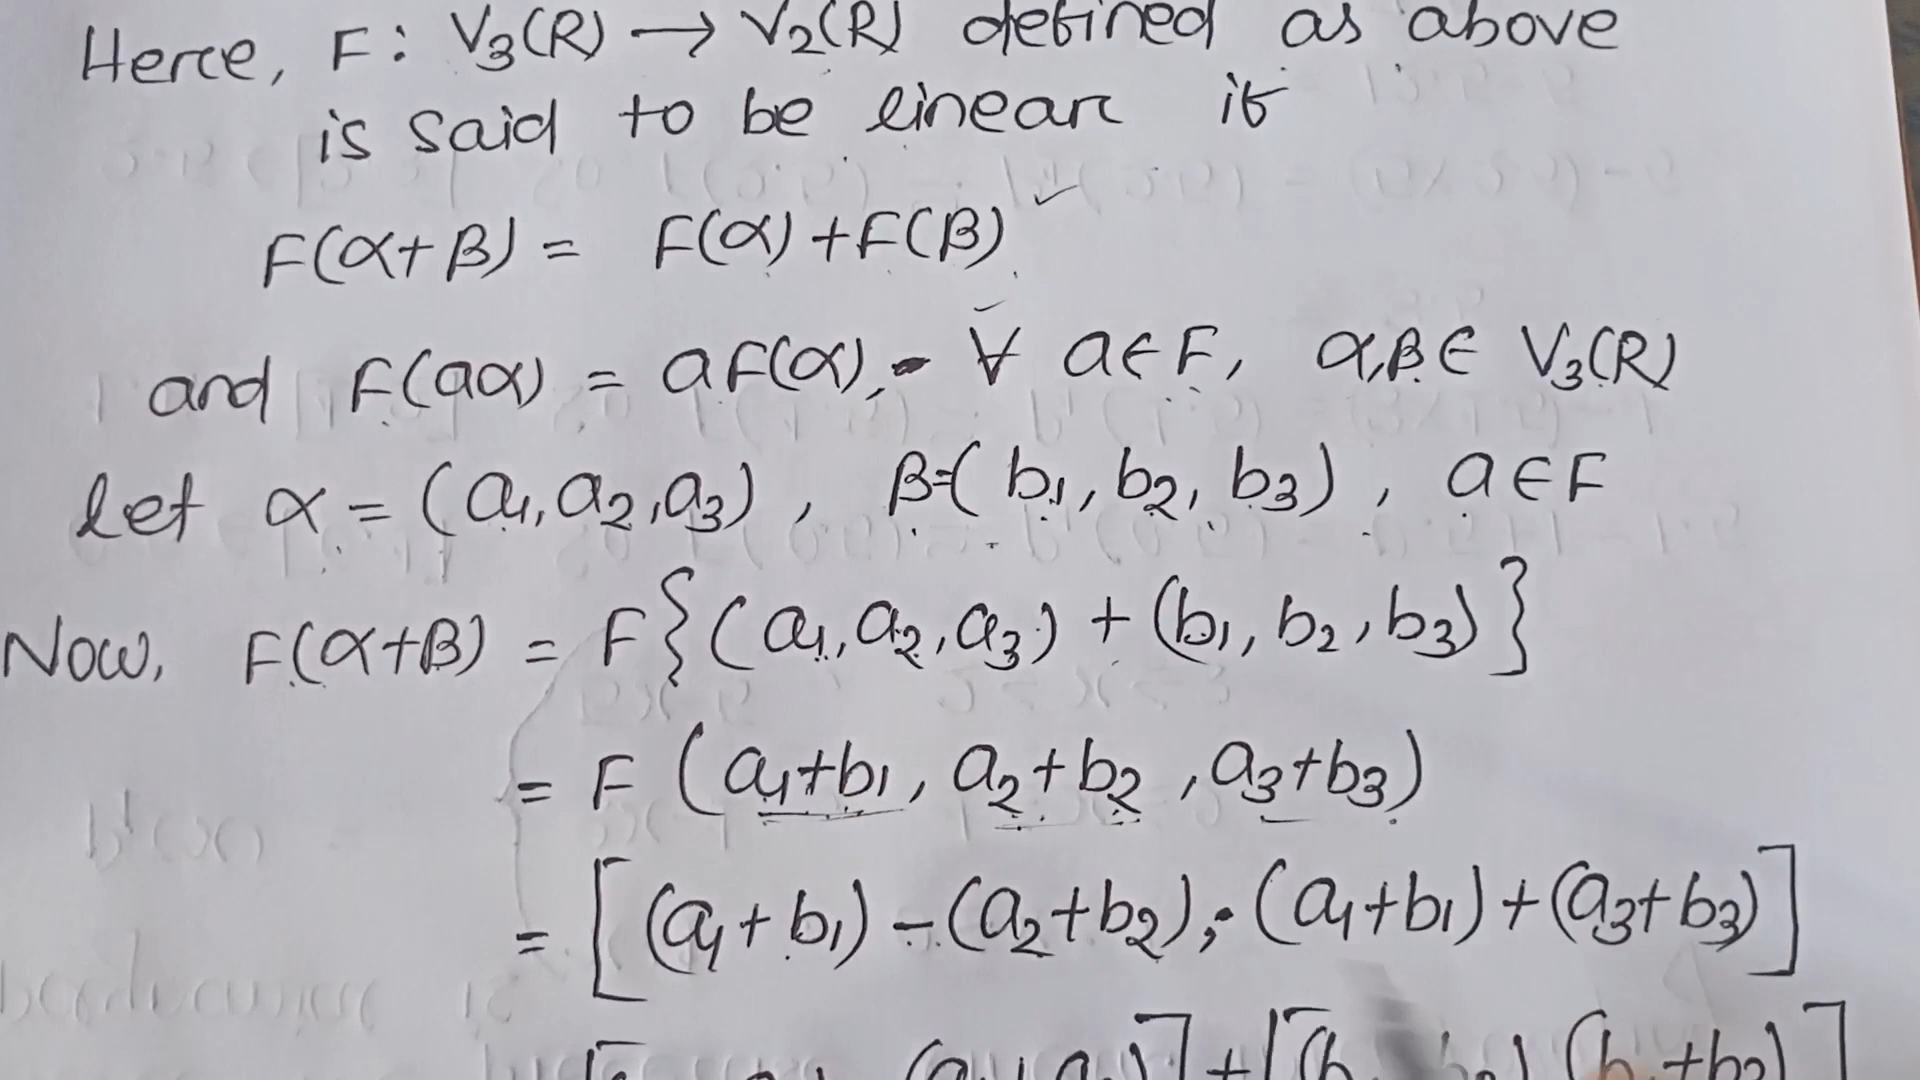 Here, F: V₃(R) → V₂(R) defined as above
is said to be linear if
F(α+β) = F(α)+F(β)
and F(aα) = aF(α), ∀ a∈F, α,β∈ V₃(R)
let α = (a₁,a₂,a₃), β=(b₁,b₂,b₃), a∈F
Now, F(α+β) = F{(a₁,a₂,a₃) + (b₁,b₂,b₃)}
= F (a₁+b₁, a₂+b₂, a₃+b₃)
= [(a₁+b₁)-(a₂+b₂), (a₁+b₁)+(a₃+b₃)]